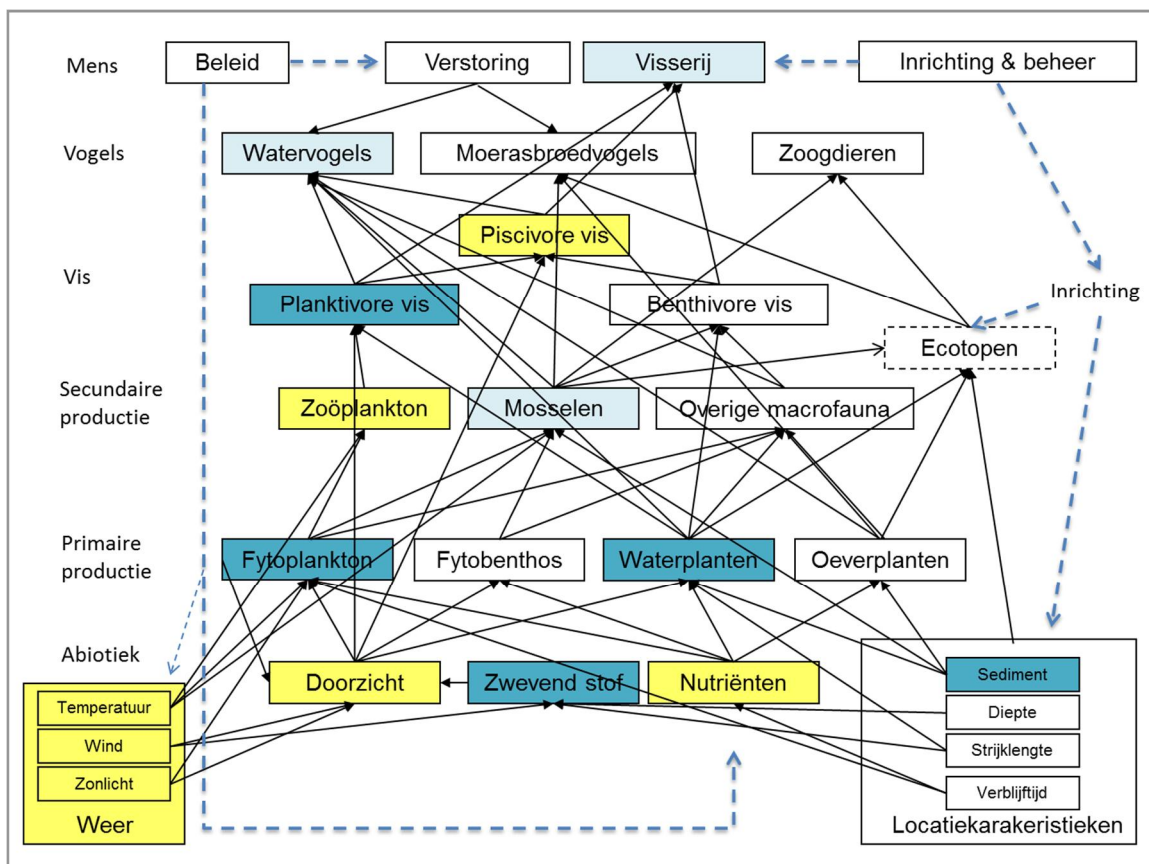 Mens
Beleid
Verstoring
Visserij
Inrichting & beheer
Vogels
Watervogels
Moerasbroedvogels
Zoogdieren
Piscivore vis
Vis
Planktivore vis
Benthivore vis
Inrichting
Ecotopen
Secundaire
productie
Zoöplankton
Mosselen
Overige macrofauna
Primaire
productie
Fytoplankton
Fytobenthos
Waterplanten
Oeverplanten
Abiotiek
Doorzicht
Zwevend stof
Nutriënten
Sediment
Temperatuur
Diepte
Wind
Strijklengte
Zonlicht
Verblijftijd
Weer
Locatiekarakeristieken